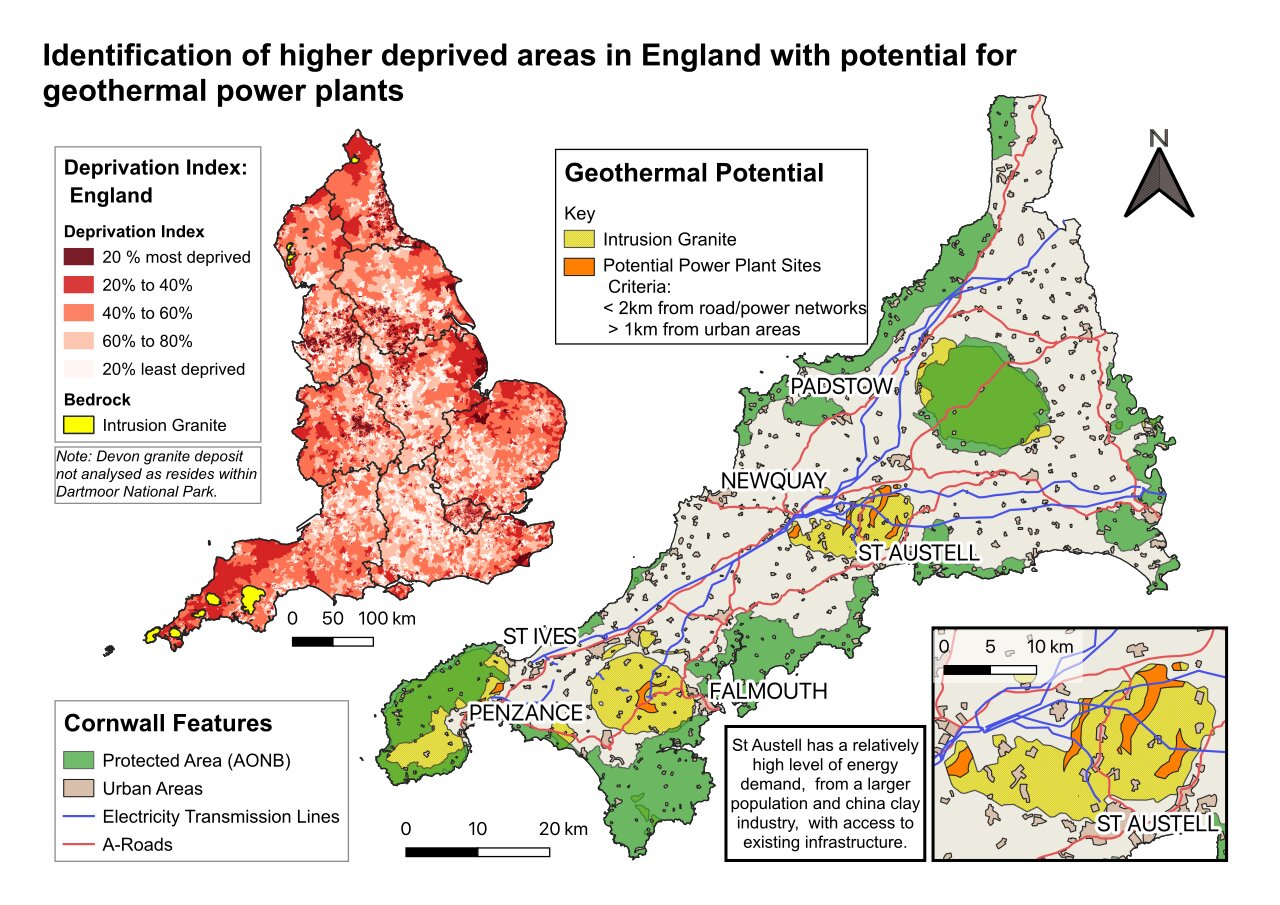 Identification of higher deprived areas in England with potential for
geothermal power plants
Deprivation Index:
England
Deprivation Index
20 % most deprived
20% to 40%
40% to 60%
60% to 80%
20% least deprived
Bedrock
Intrusion Granite
Note: Devon granite deposit
not analysed as resides within
Dartmoor National Park.
0 50 100 km
Geothermal Potential
Key
Intrusion Granite
Potential Power Plant Sites
Criteria:
< 2km from road/power networks
> 1km from urban areas
N
PADSTOW
NEWQUAY
ST AUSTELL
ST IVES
PENZANCE
FALMOUTH
Cornwall Features
Protected Area (AONB)
Urban Areas
Electricity Transmission Lines
A-Roads
0 10 20 km
St Austell has a relatively
high level of energy
demand, from a larger
population and china clay
industry, with access to
existing infrastructure.
0 5 10 km
ST AUSTELL